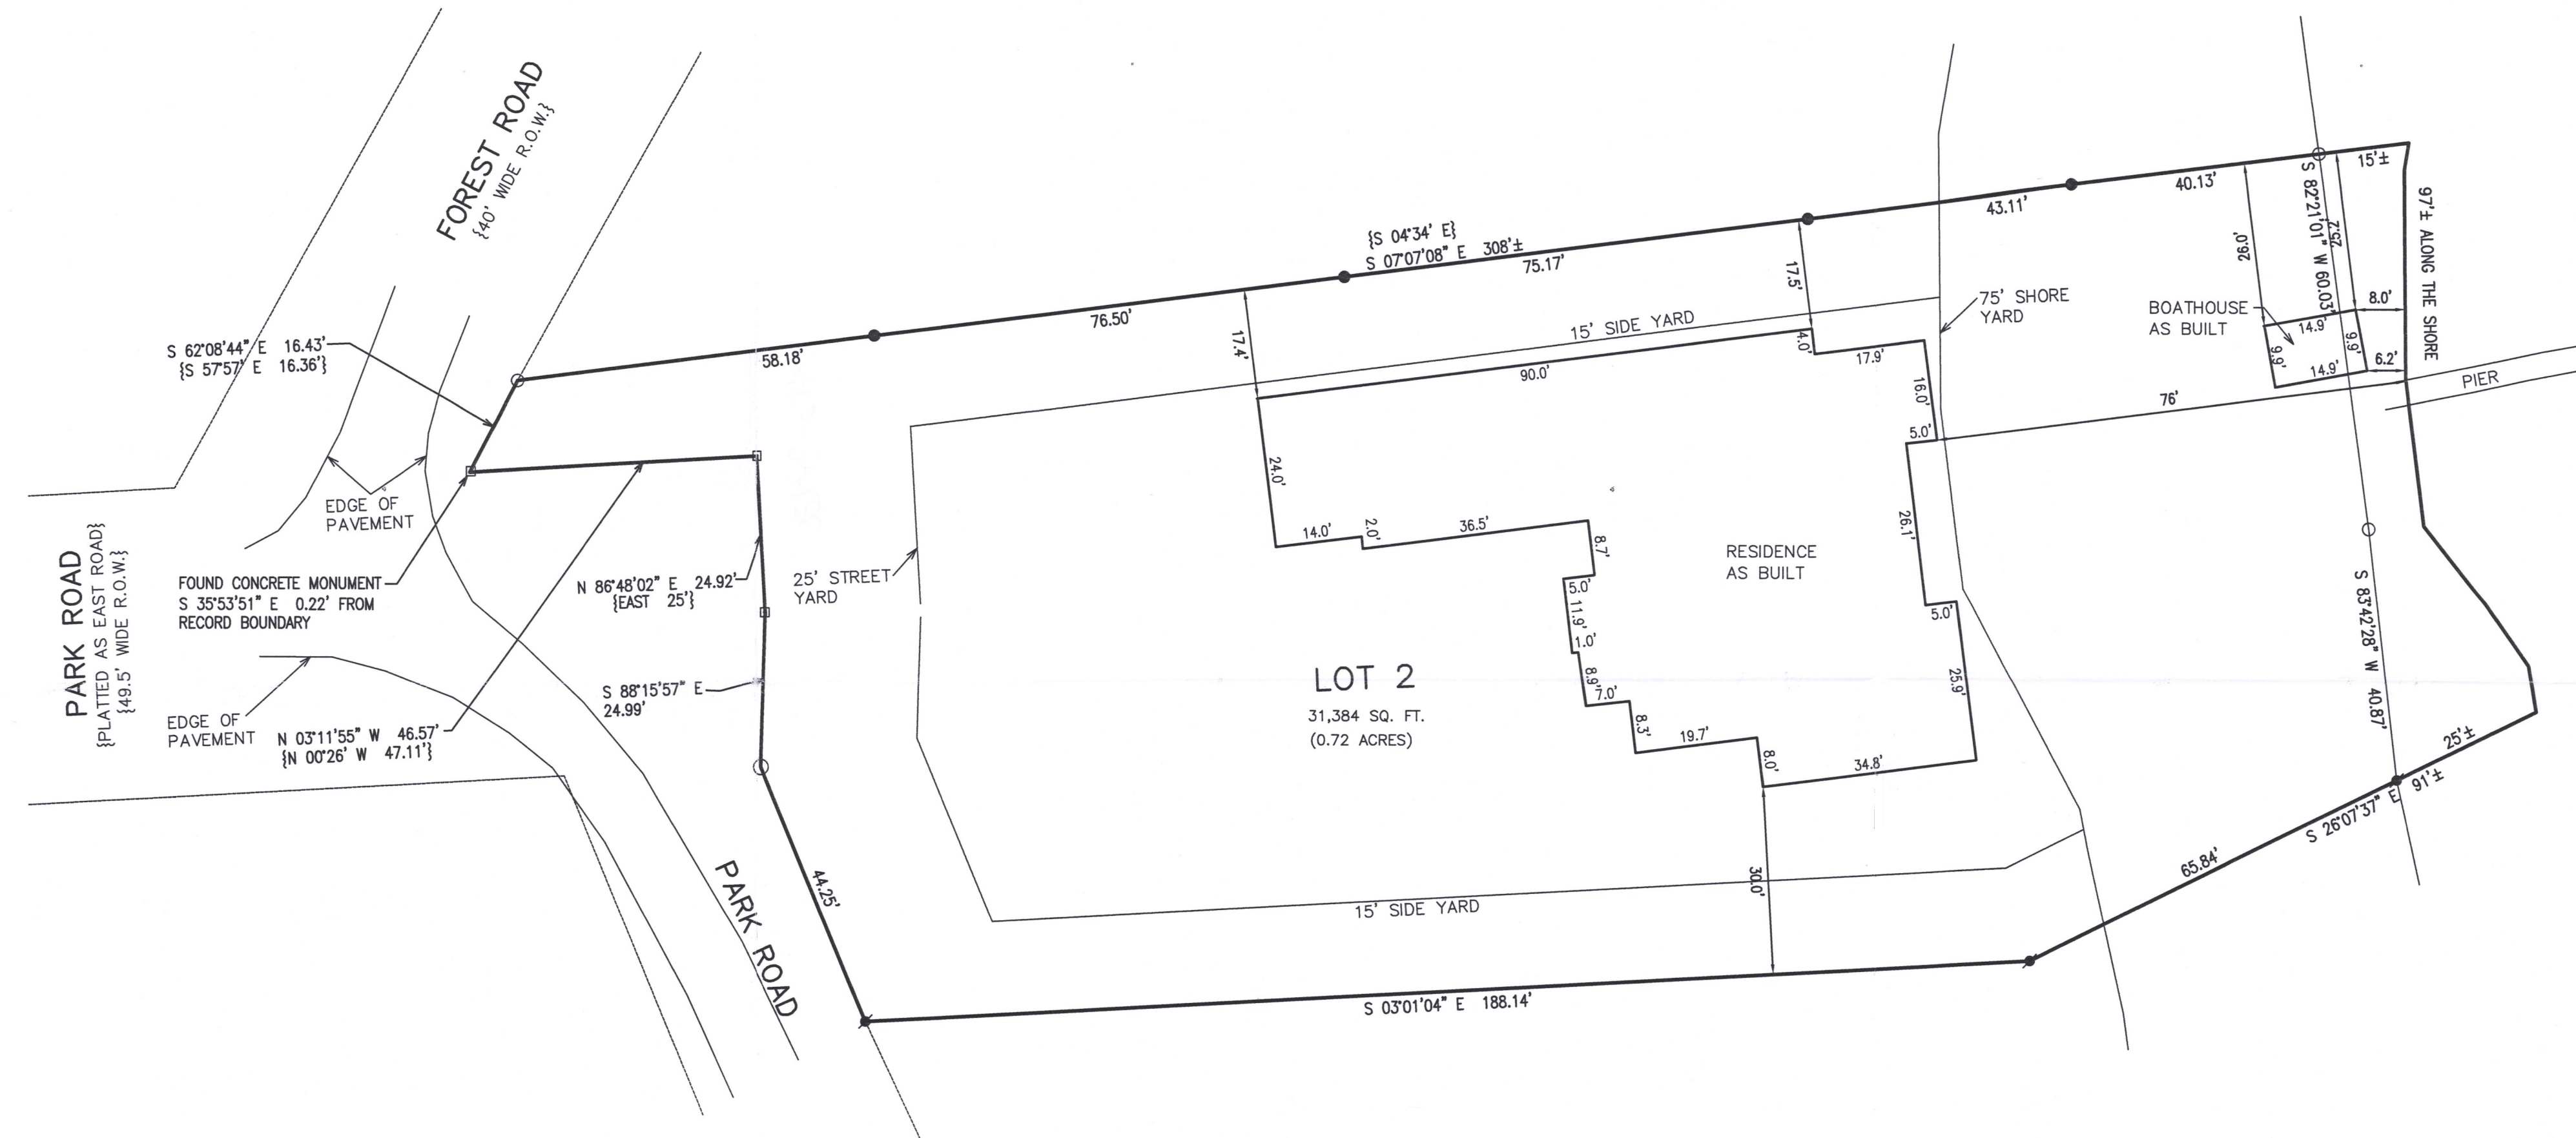 FOREST ROAD
{40' WIDE R.O.W.}
S 62°08'44" E 16.43'
{S 57°57' E 16.36'}
EDGE OF
PAVEMENT
PARK ROAD
{PLATTED AS EAST ROAD}
{49.5' WIDE R.O.W.}
FOUND CONCRETE MONUMENT
S 35°53'51" E 0.22' FROM
RECORD BOUNDARY
EDGE OF
PAVEMENT
N 03°11'55" W 46.57'
{N 00°26' W 47.11'}
N 86°48'02" E 24.92'
{EAST 25'}
S 88°15'57" E
24.99'
PARK ROAD
44.25'
58.18'
76.50'
{S 04°34' E}
S 07°07'08" E 308'±
75.17'
43.11'
40.13'
15'±
17.4'
17.5'
15' SIDE YARD
75' SHORE
YARD
25' STREET
YARD
90.0'
4.0'
17.9'
16.0'
5.0'
26.1'
5.0'
25.9'
34.8'
8.0'
19.7'
8.3'
7.0'
8.9'
1.0'
11.9'
5.0'
8.7'
36.5'
2.0'
14.0'
24.0'
RESIDENCE
AS BUILT
LOT 2
31,384 SQ. FT.
(0.72 ACRES)
30.0'
15' SIDE YARD
S 03°01'04" E 188.14'
26.0'
25.2'
S 82°21'01" W 60.03'
BOATHOUSE
AS BUILT
14.9'
9.9'
9.9'
14.9'
8.0'
6.2'
97'± ALONG THE SHORE
PIER
76'
S 83°42'28" W 40.87'
25'±
S 26°07'37" E 91'±
65.84'